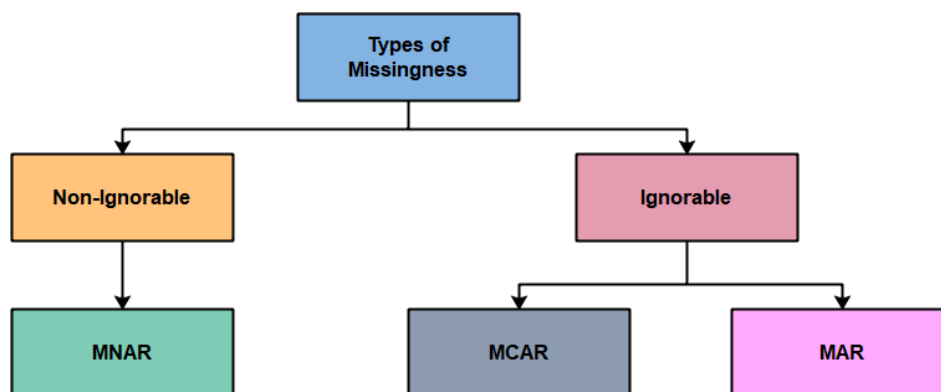 Types of
Missingness
Non-Ignorable
Ignorable
MNAR
MCAR
MAR